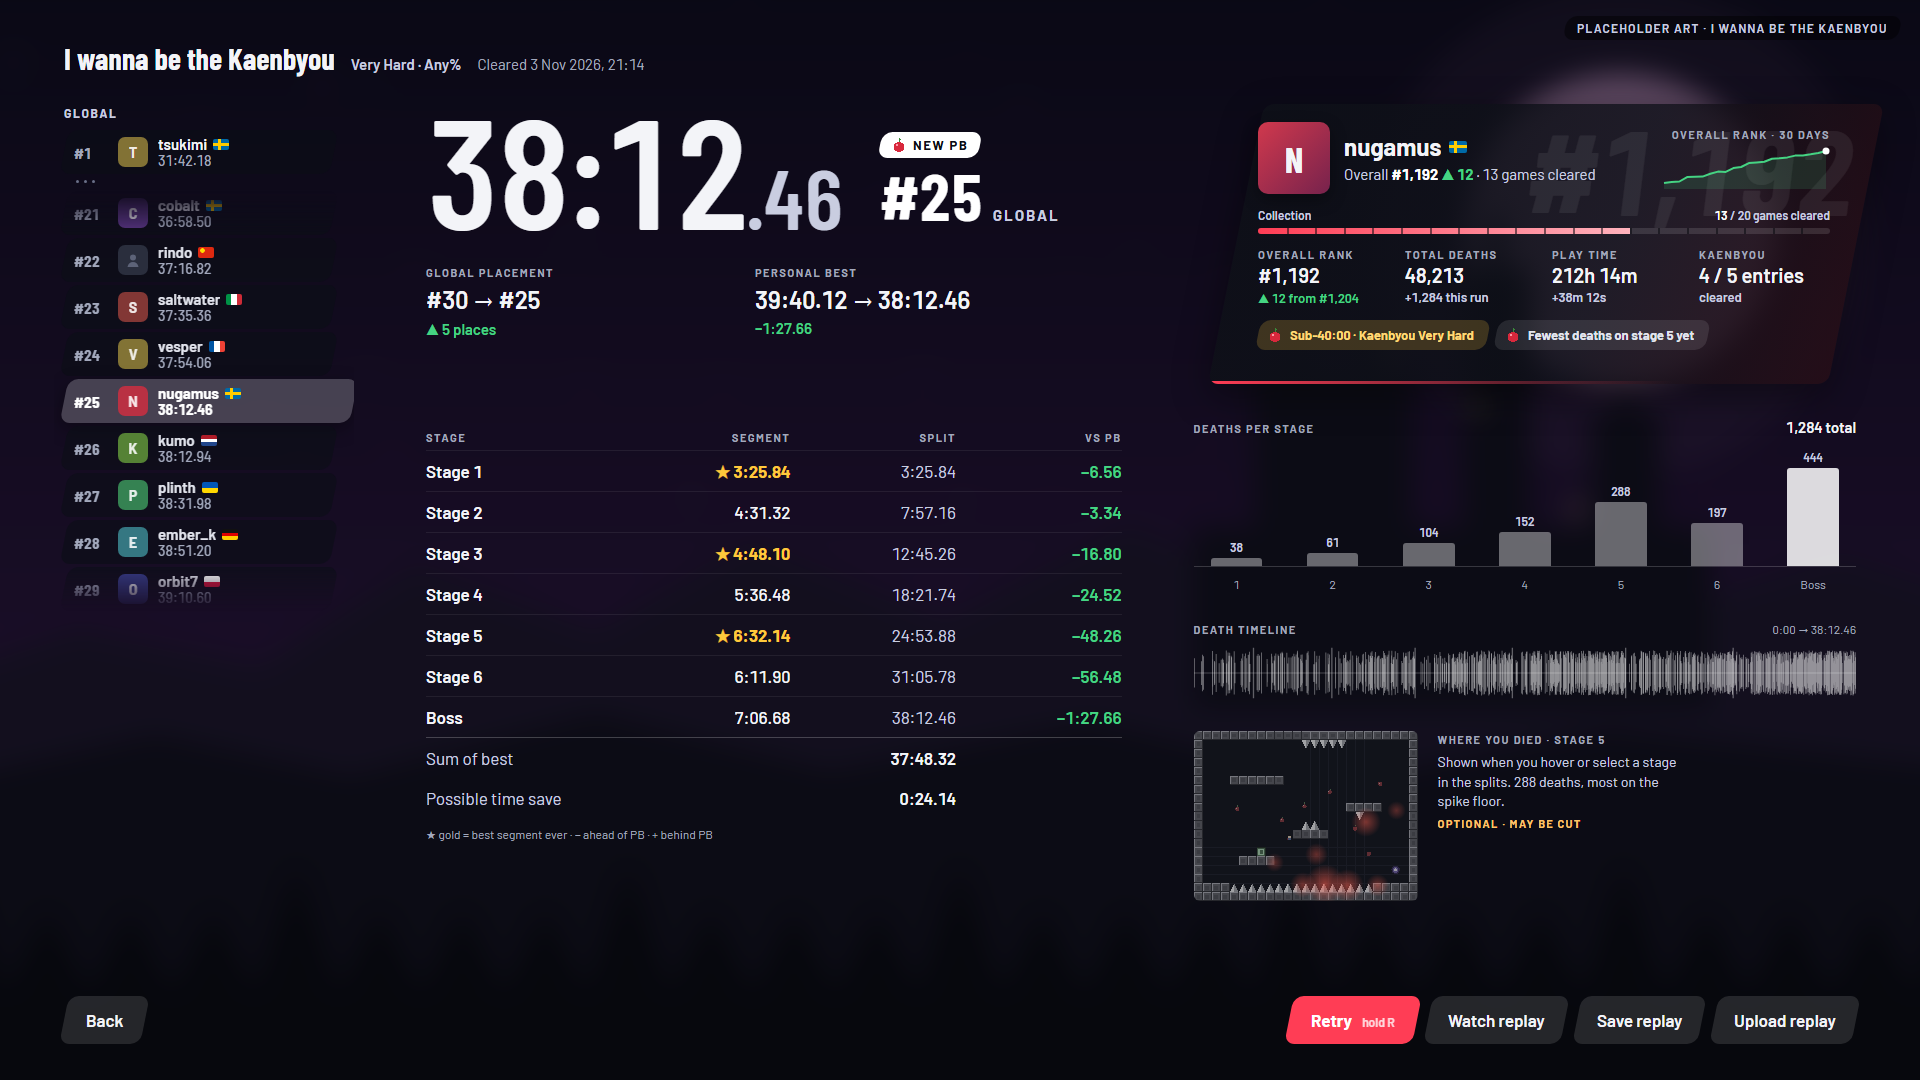 PLACEHOLDER ART · I WANNA BE THE KAENBYOU
I wanna be the Kaenbyou Very Hard · Any% Cleared 3 Nov 2026, 21:14
GLOBAL
#1 T tsukimi
31:42.18
...
#21 C cobalt
36:58.50
#22 rindo
37:16.82
#23 S saltwater
37:35.36
#24 V vesper
37:54.06
#25 N nugamus
38:12.46
#26 K kumo
38:12.94
#27 P plinth
38:31.98
#28 E ember_k
38:51.20
#29 O orbit7
39:10.60
38:12.46
NEW PB
#25 GLOBAL
GLOBAL PLACEMENT
#30 → #25
▲ 5 places
PERSONAL BEST
39:40.12 → 38:12.46
−1:27.66
STAGE SEGMENT SPLIT VS PB
Stage 1 ★ 3:25.84 3:25.84 −6.56
Stage 2 4:31.32 7:57.16 −3.34
Stage 3 ★ 4:48.10 12:45.26 −16.80
Stage 4 5:36.48 18:21.74 −24.52
Stage 5 ★ 6:32.14 24:53.88 −48.26
Stage 6 6:11.90 31:05.78 −56.48
Boss 7:06.68 38:12.46 −1:27.66
Sum of best 37:48.32
Possible time save 0:24.14
★ gold = best segment ever · − ahead of PB · + behind PB
#1,192
N
nugamus
Overall #1,192 ▲ 12 · 13 games cleared
OVERALL RANK · 30 DAYS
Collection 13 / 20 games cleared
OVERALL RANK
#1,192
▲ 12 from #1,204
TOTAL DEATHS
48,213
+1,284 this run
PLAY TIME
212h 14m
+38m 12s
KAENBYOU
4 / 5 entries
cleared
Sub-40:00 · Kaenbyou Very Hard
Fewest deaths on stage 5 yet
DEATHS PER STAGE 1,284 total
38 61 104 152 288 197 444
1 2 3 4 5 6 Boss
DEATH TIMELINE 0:00 → 38:12.46
WHERE YOU DIED · STAGE 5
Shown when you hover or select a stage
in the splits. 288 deaths, most on the
spike floor.
OPTIONAL · MAY BE CUT
Back
Retry hold R
Watch replay
Save replay
Upload replay